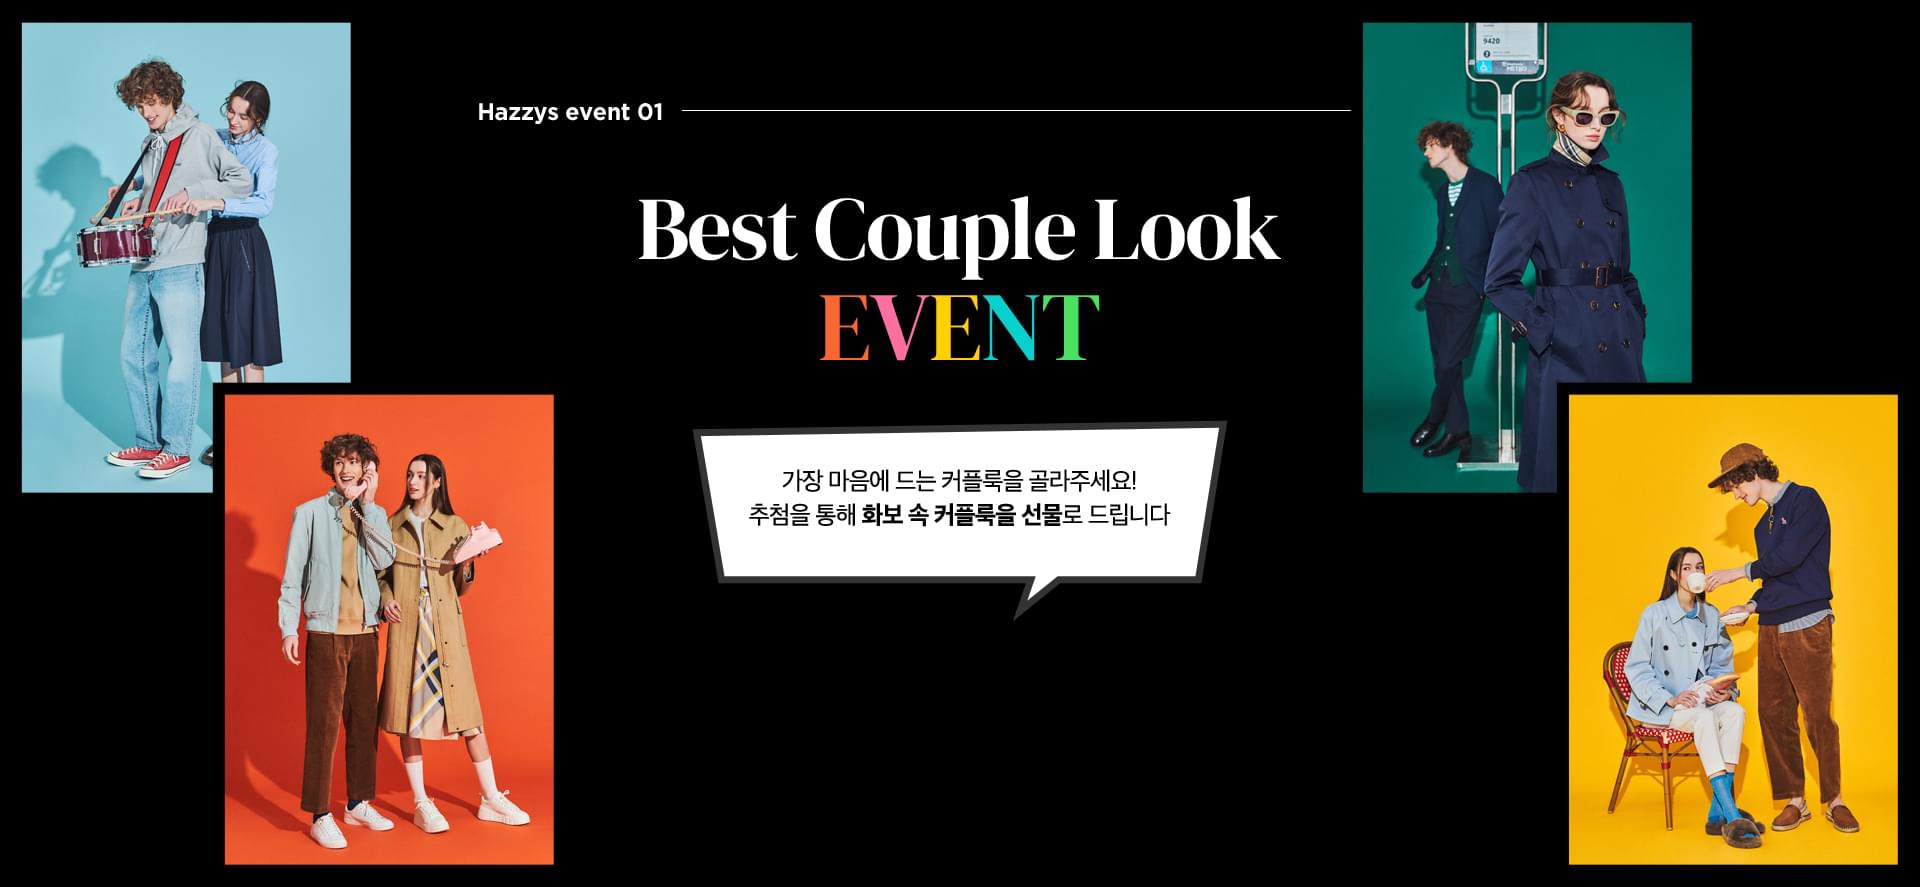 Hazzys event 01
9420
METRO
Best Couple Look
EVENT
가장 마음에 드는 커플룩을 골라주세요!
추첨을 통해 화보 속 커플룩을 선물로 드립니다